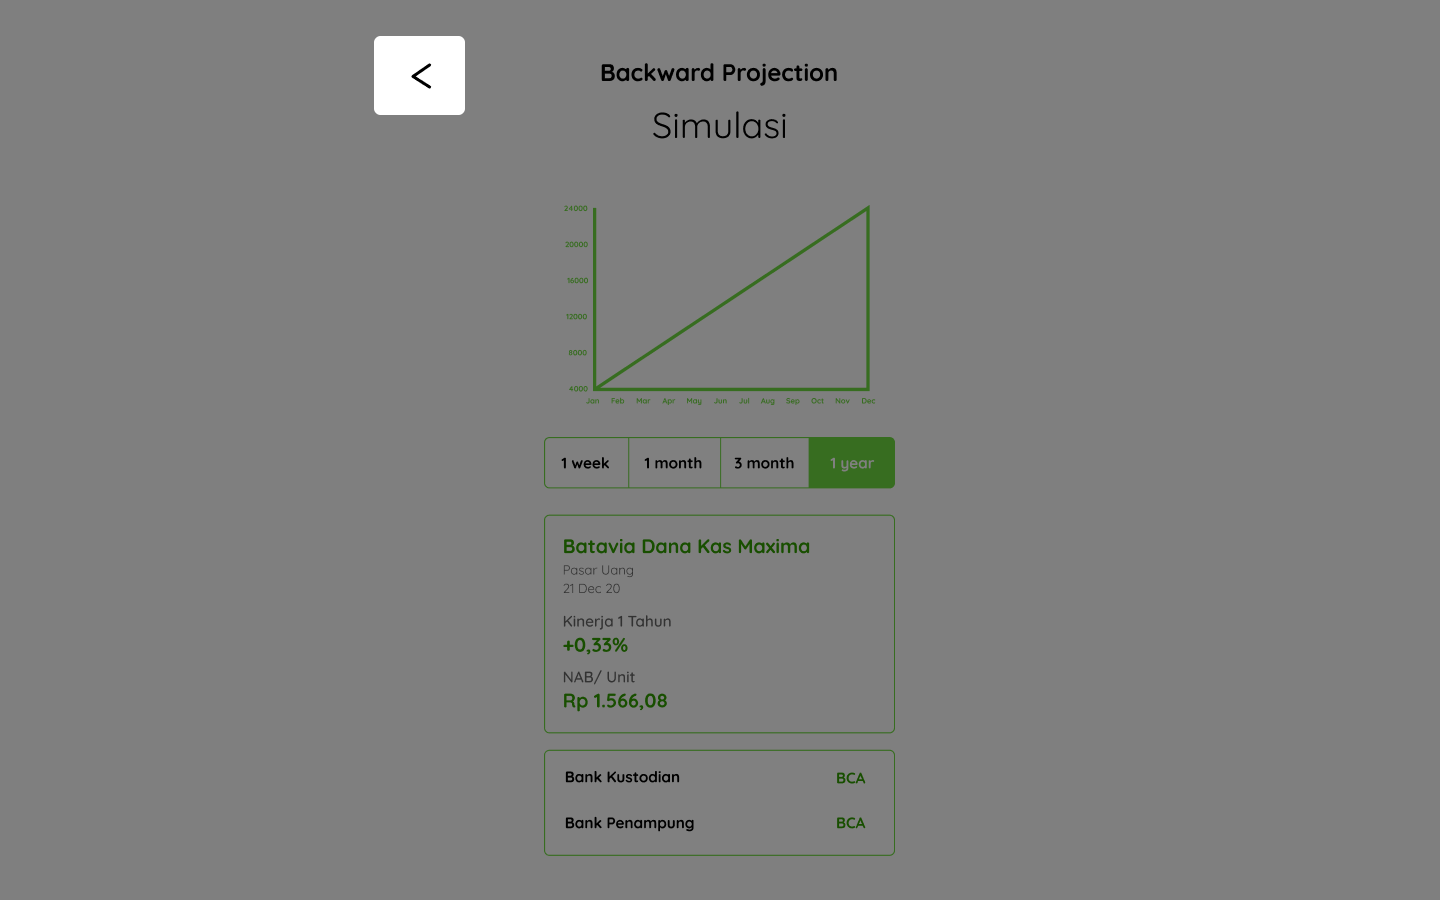 Backward Projection
Simulasi
24000
20000
16000
12000
8000
4000
Jan Feb Mar Apr May Jun Jul Aug Sep Oct Nov Dec
1 week 1 month 3 month 1 year
Batavia Dana Kas Maxima
Pasar Uang
21 Dec 20
Kinerja 1 Tahun
+0,33%
NAB/ Unit
Rp 1.566,08
Bank Kustodian BCA
Bank Penampung BCA